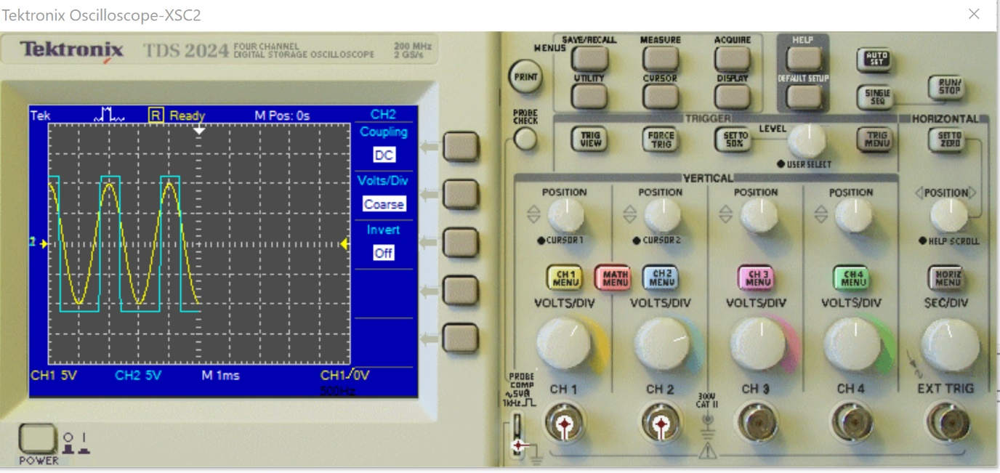 Tektronix Oscilloscope-XSC2
Tektronix TDS 2024 FOUR CHANNEL DIGITAL STORAGE OSCILLOSCOPE 200 MHz 2 GS/s
Tek R Ready M Pos: 0s CH2
Coupling
DC
Volts/Div
Coarse
Invert
Off
CH1 5V CH2 5V M 1ms CH1 0V
500Hz
POWER
MENUS
SAVE/RECALL MEASURE ACQUIRE HELP
PRINT
AUTO SET
UTILITY CURSOR DISPLAY DEFAULT SETUP
SINGLE SEQ
RUN/STOP
PROBE CHECK
TRIGGER
HORIZONTAL
TRIG VIEW
FORCE TRIG
SET TO 50%
LEVEL
TRIG MENU
SET TO ZERO
USER SELECT
VERTICAL
POSITION POSITION POSITION POSITION POSITION
CURSOR 1 CURSOR 2 HELP SCROLL
CH 1 MENU
MATH MENU
CH 2 MENU
CH 3 MENU
CH 4 MENU
HORIZ MENU
VOLTS/DIV VOLTS/DIV VOLTS/DIV VOLTS/DIV SEC/DIV
PROBE COMP
~5V@
1kHz
CH 1 CH 2 CH 3 CH 4 EXT TRIG
300V
CAT II